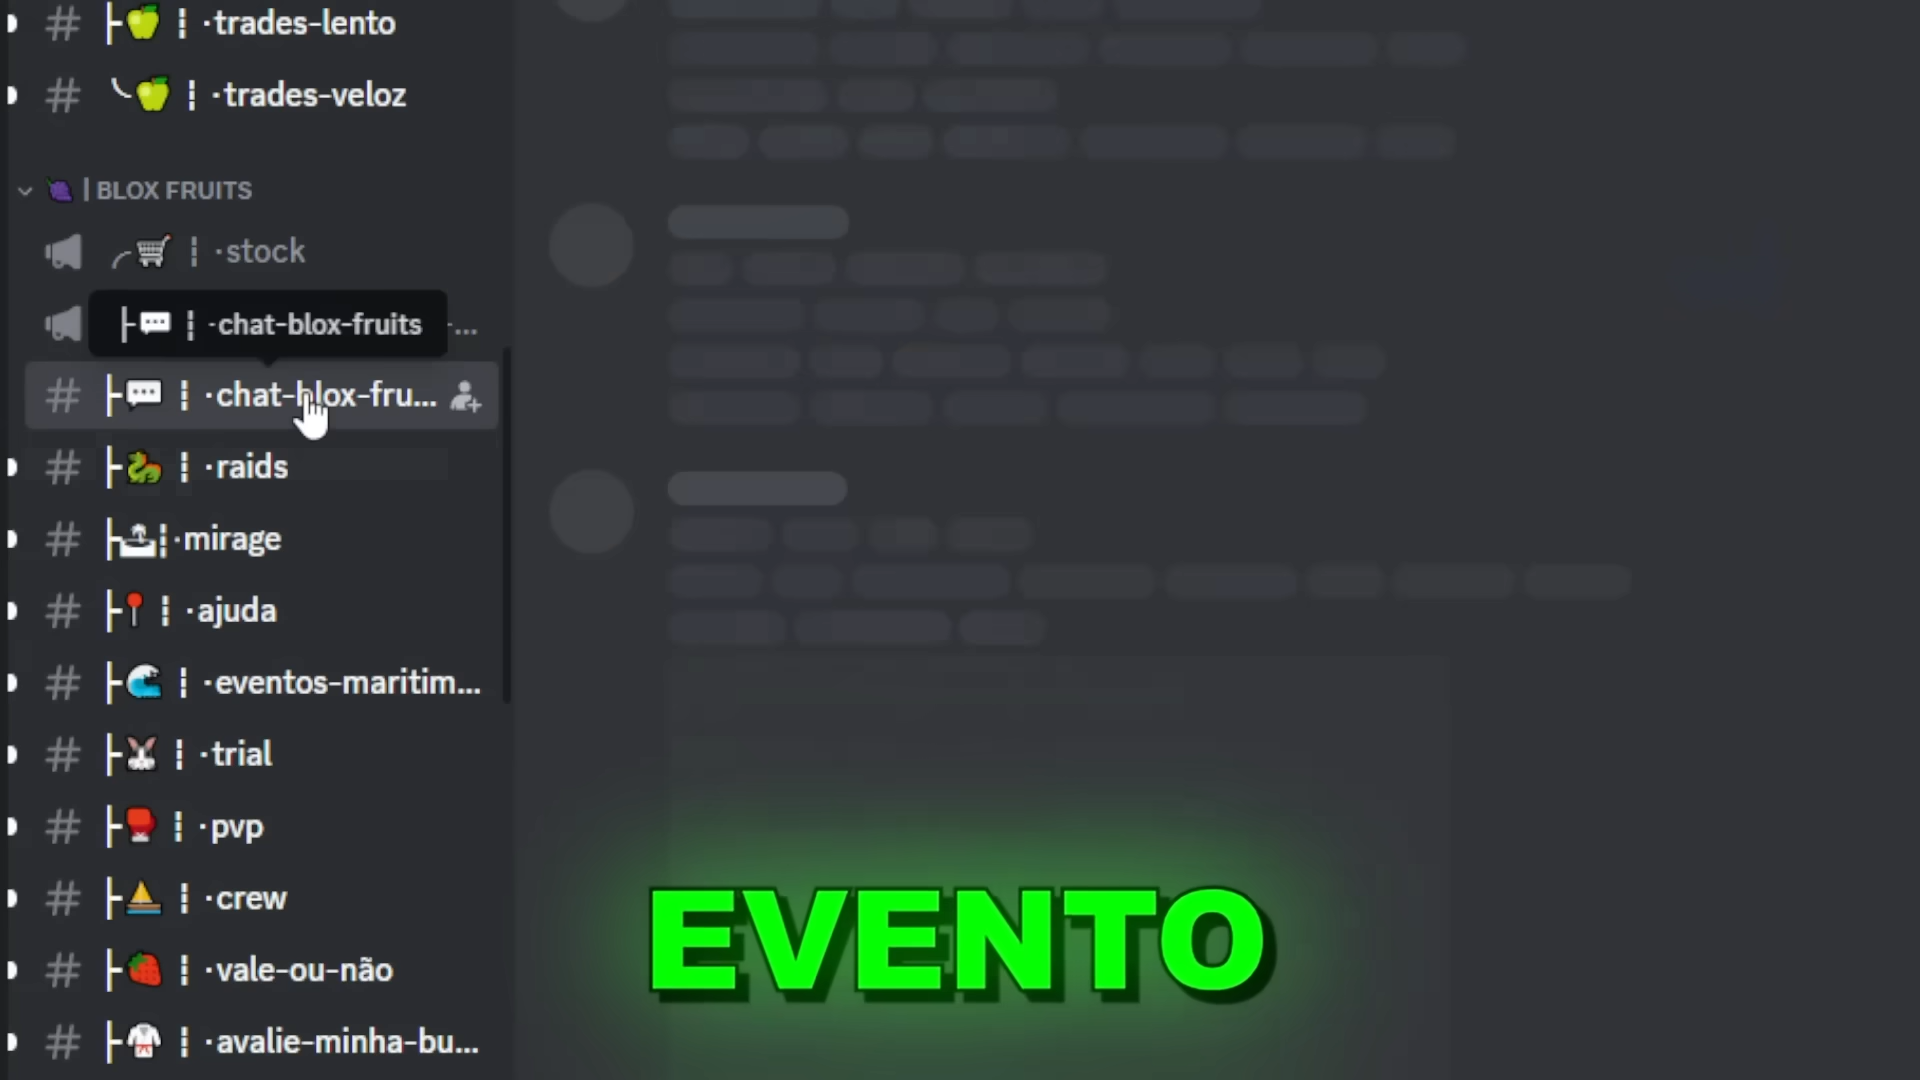 # ├🍏┋·trades-lento
# ╰🍏┋·trades-veloz
🍇 | BLOX FRUITS
╭🛒┋·stock
├💬┋·chat-blox-fruits
-...
# ├💬┋·chat-blox-fru...
# ├🐉┋·raids
# ├🏝┋·mirage
# ├📍┋·ajuda
# ├🌊┋·eventos-maritim...
# ├🐰┋·trial
# ├🥊┋·pvp
# ├⛵┋·crew
# ├🍓┋·vale-ou-não
# ├🥋┋·avalie-minha-bu...
EVENTO